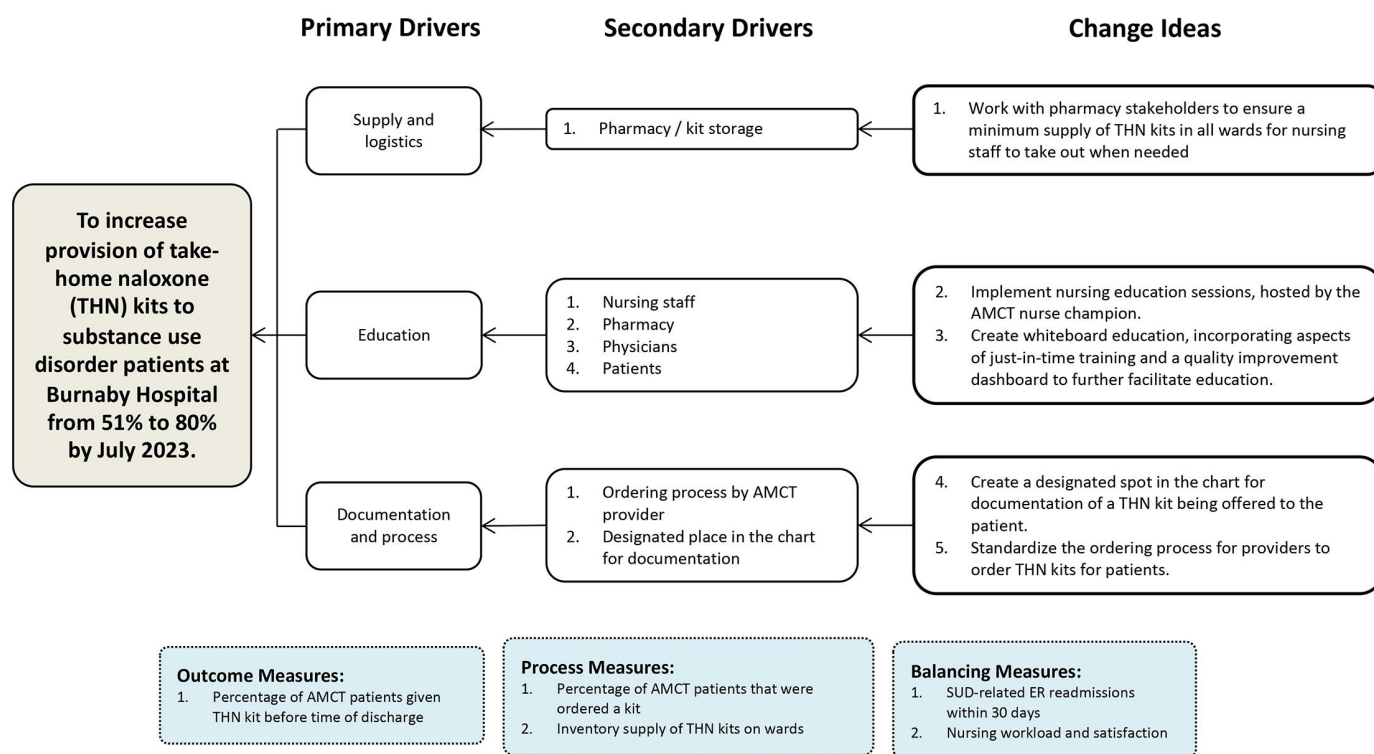 Primary Drivers
Secondary Drivers
Change Ideas
To increase
provision of take-
home naloxone
(THN) kits to
substance use
disorder patients at
Burnaby Hospital
from 51% to 80%
by July 2023.
Supply and
logistics
1. Pharmacy / kit storage
1. Work with pharmacy stakeholders to ensure a
minimum supply of THN kits in all wards for nursing
staff to take out when needed
Education
1. Nursing staff
2. Pharmacy
3. Physicians
4. Patients
2. Implement nursing education sessions, hosted by the
AMCT nurse champion.
3. Create whiteboard education, incorporating aspects
of just-in-time training and a quality improvement
dashboard to further facilitate education.
Documentation
and process
1. Ordering process by AMCT
provider
2. Designated place in the chart
for documentation
4. Create a designated spot in the chart for
documentation of a THN kit being offered to the
patient.
5. Standardize the ordering process for providers to
order THN kits for patients.
Outcome Measures:
1. Percentage of AMCT patients given
THN kit before time of discharge
Process Measures:
1. Percentage of AMCT patients that were
ordered a kit
2. Inventory supply of THN kits on wards
Balancing Measures:
1. SUD-related ER readmissions
within 30 days
2. Nursing workload and satisfaction